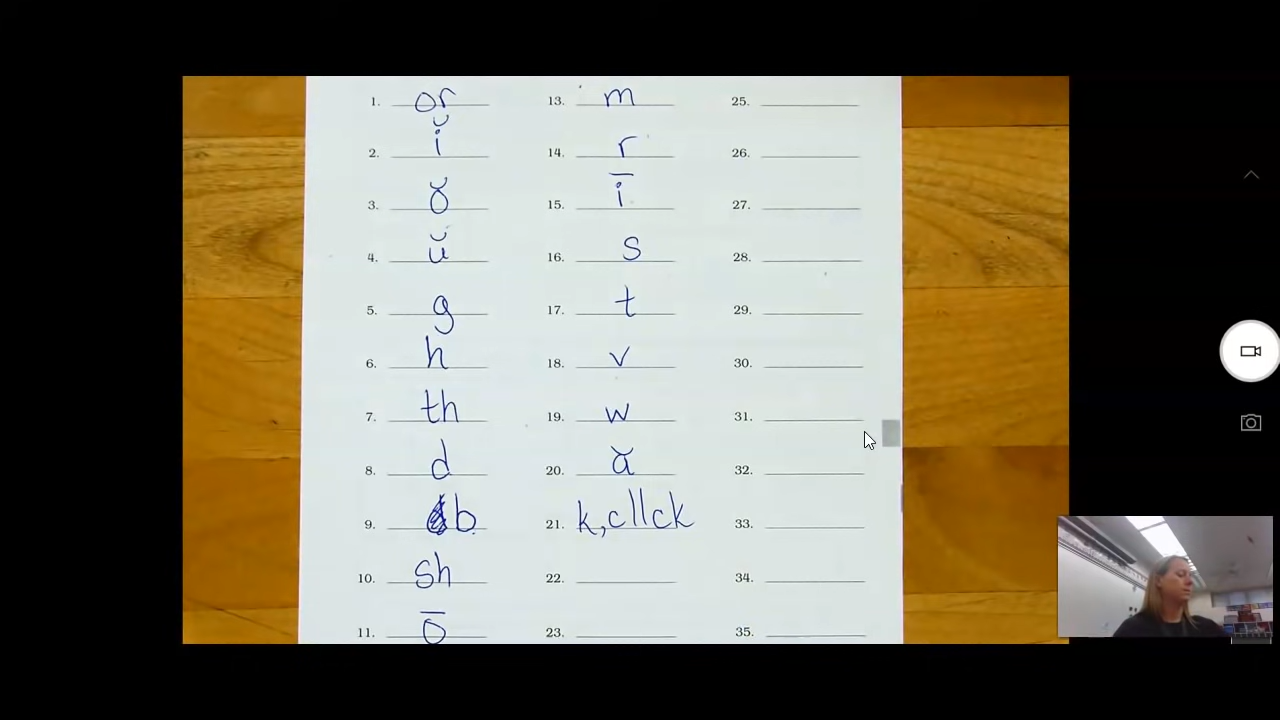 1. or
2. ĭ
3. ŏ
4. ŭ
5. g
6. h
7. th
8. d
9. b
10. sh
11. ō
13. m
14. r
15. ī
16. s
17. t
18. v
19. w
20. ă
21. k,c||ck
22.
23.
25.
26.
27.
28.
29.
30.
31.
32.
33.
34.
35.